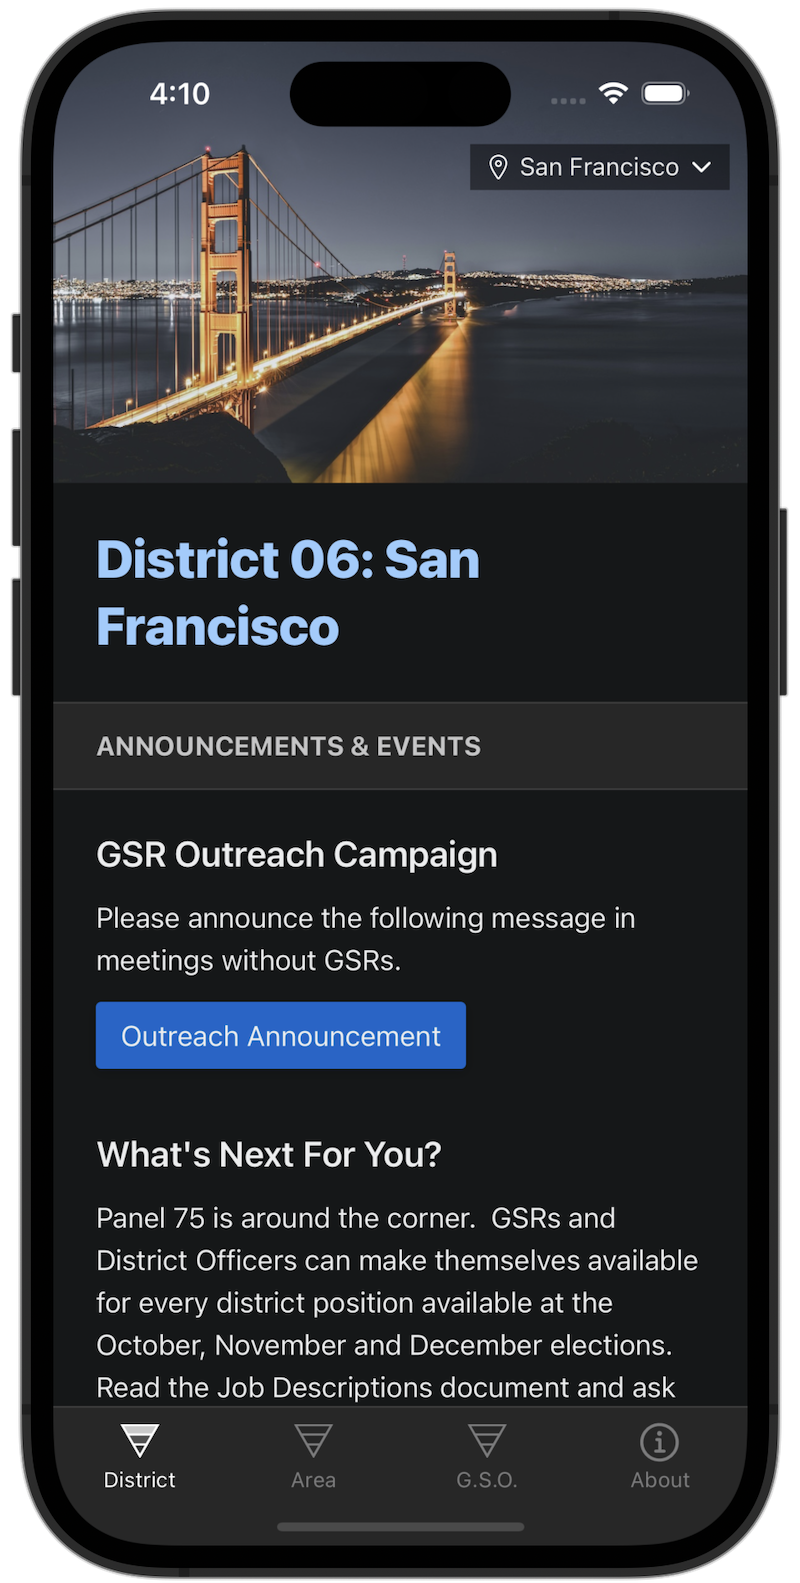 4:10
San Francisco
District 06: San
Francisco
ANNOUNCEMENTS & EVENTS
GSR Outreach Campaign
Please announce the following message in
meetings without GSRs.
Outreach Announcement
What's Next For You?
Panel 75 is around the corner.  GSRs and
District Officers can make themselves available
for every district position available at the
October, November and December elections.
Read the Job Descriptions document and ask
District
Area
G.S.O.
About